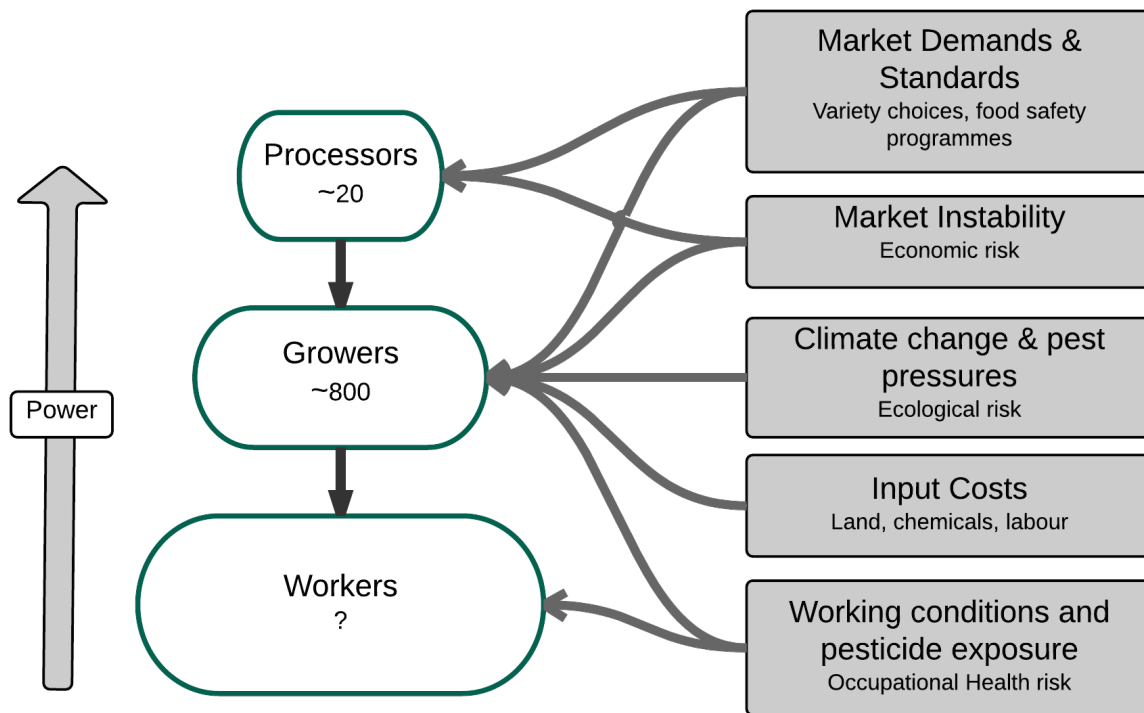 Power
Processors
~20
Growers
~800
Workers
?
Market Demands &
Standards
Variety choices, food safety
programmes
Market Instability
Economic risk
Climate change & pest
pressures
Ecological risk
Input Costs
Land, chemicals, labour
Working conditions and
pesticide exposure
Occupational Health risk